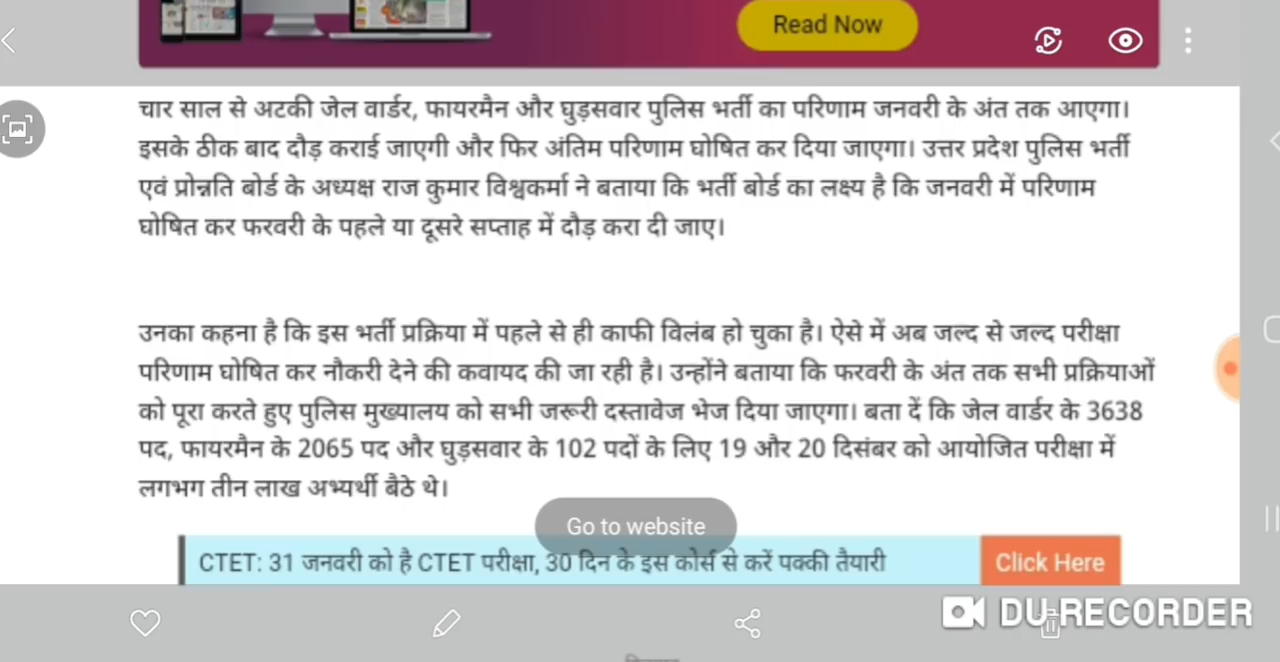 Read Now
चार साल से अटकी जेल वार्डर, फायरमैन और घुड़सवार पुलिस भर्ती का परिणाम जनवरी के अंत तक आएगा।
इसके ठीक बाद दौड़ कराई जाएगी और फिर अंतिम परिणाम घोषित कर दिया जाएगा। उत्तर प्रदेश पुलिस भर्ती
एवं प्रोन्नति बोर्ड के अध्यक्ष राज कुमार विश्वकर्मा ने बताया कि भर्ती बोर्ड का लक्ष्य है कि जनवरी में परिणाम
घोषित कर फरवरी के पहले या दूसरे सप्ताह में दौड़ करा दी जाए।
उनका कहना है कि इस भर्ती प्रक्रिया में पहले से ही काफी विलंब हो चुका है। ऐसे में अब जल्द से जल्द परीक्षा
परिणाम घोषित कर नौकरी देने की कवायद की जा रही है। उन्होंने बताया कि फरवरी के अंत तक सभी प्रक्रियाओं
को पूरा करते हुए पुलिस मुख्यालय को सभी जरूरी दस्तावेज भेज दिया जाएगा। बता दें कि जेल वार्डर के 3638
पद, फायरमैन के 2065 पद और घुड़सवार के 102 पदों के लिए 19 और 20 दिसंबर को आयोजित परीक्षा में
लगभग तीन लाख अभ्यर्थी बैठे थे।
Go to website
CTET: 31 जनवरी को है CTET परीक्षा, 30 दिन के इस कोर्स से करें पक्की तैयारी
Click Here
DU RECORDER